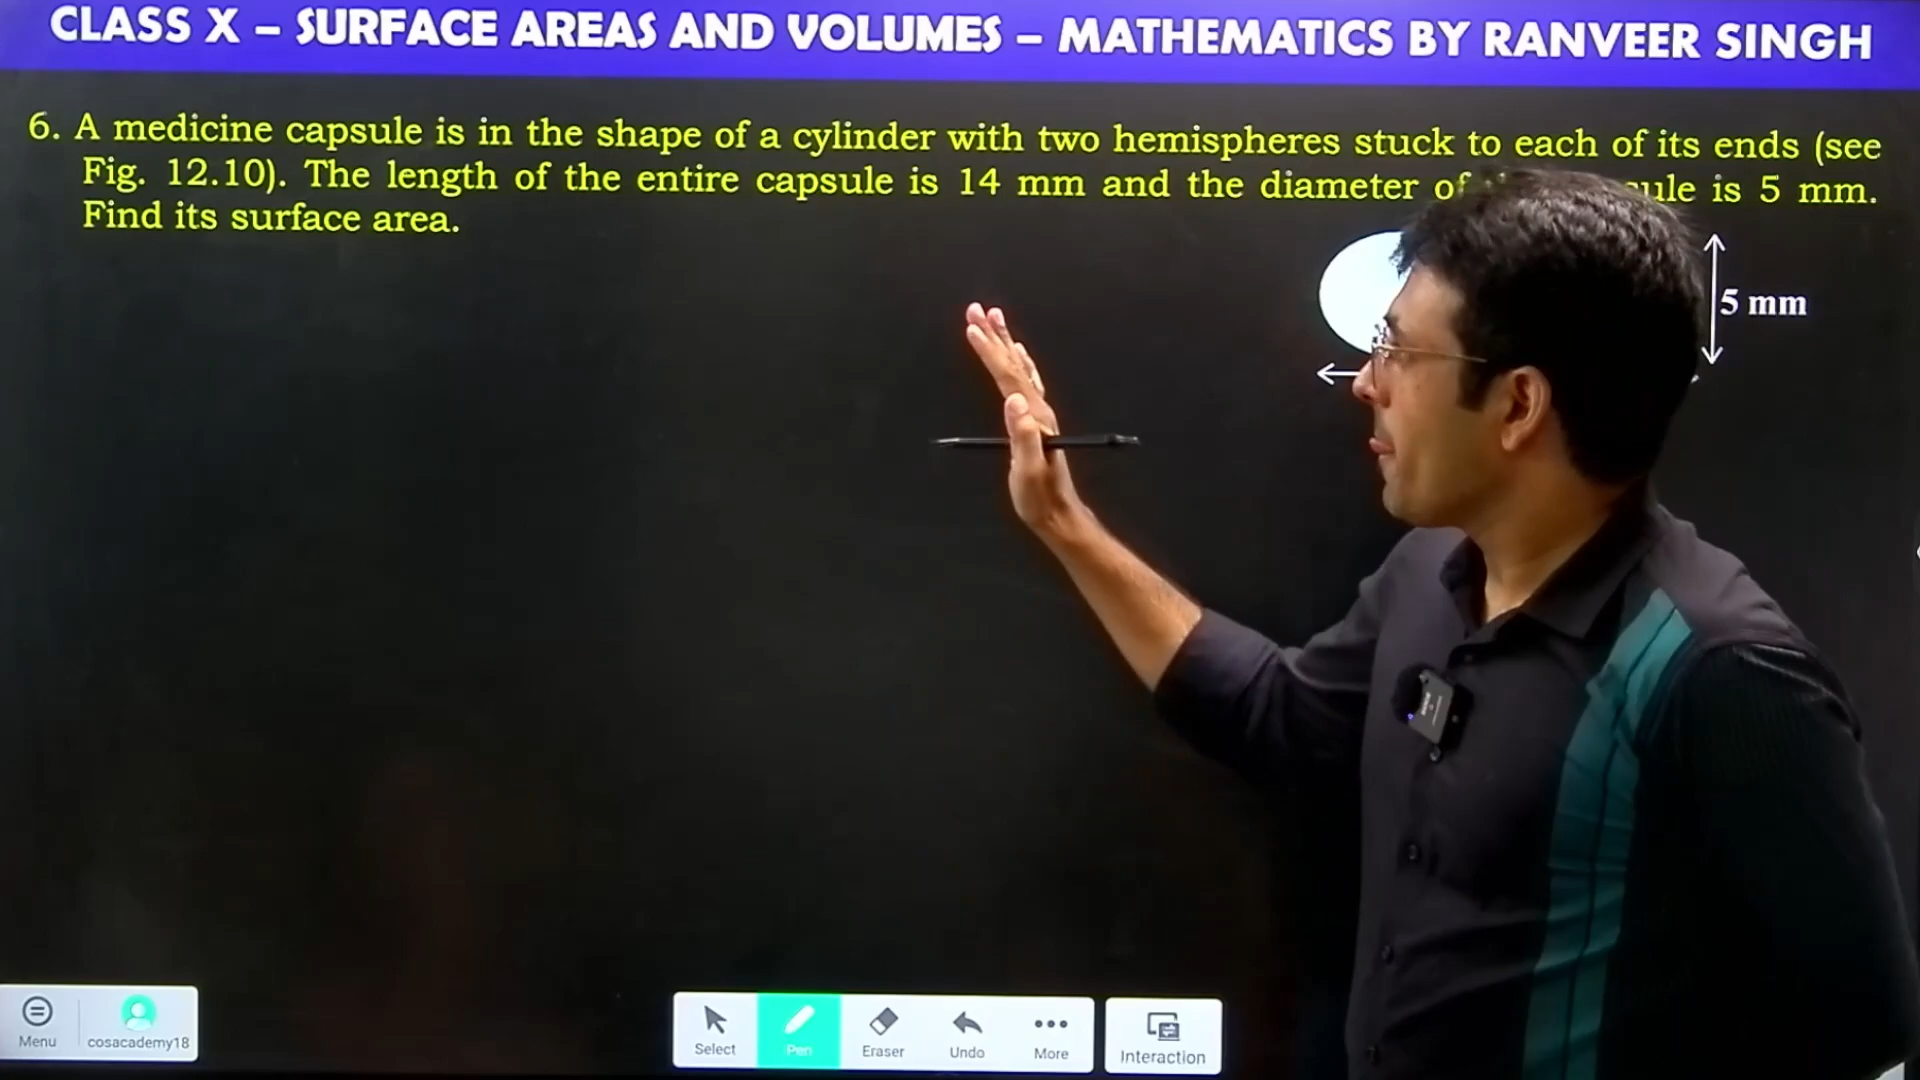 CLASS X – SURFACE AREAS AND VOLUMES – MATHEMATICS BY RANVEER SINGH
6. A medicine capsule is in the shape of a cylinder with two hemispheres stuck to each of its ends (see
Fig. 12.10). The length of the entire capsule is 14 mm and the diameter of is 5 mm.
Find its surface area.
5 mm
Menu
cosacademy18
Select
Pen
Eraser
Undo
More
Interaction